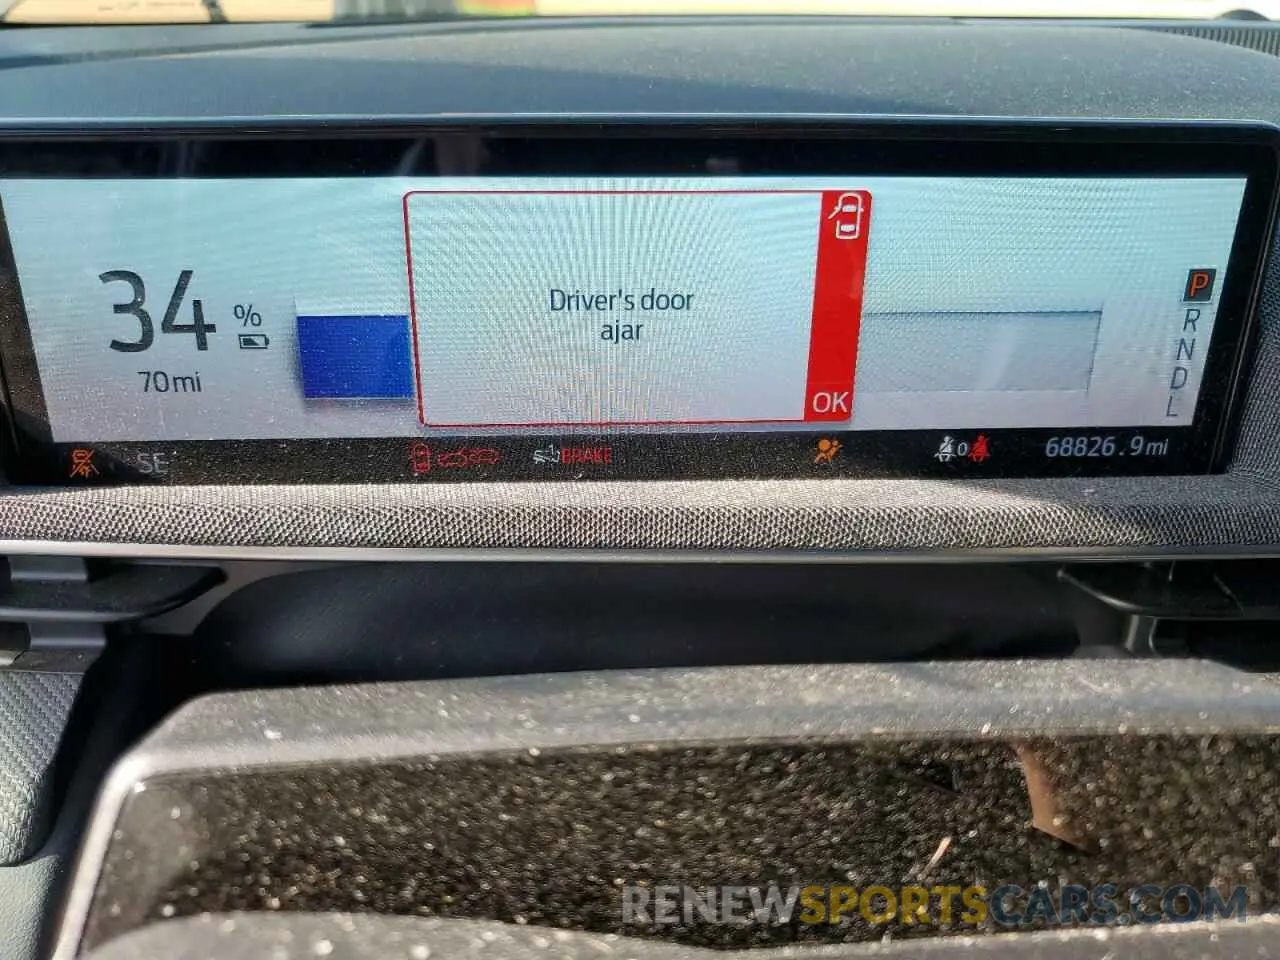 34 %
70mi
Driver's door
ajar
OK
P
R
N
D
L
SE
BRAKE
0
68826.9mi
RENEWSPORTSCARS.COM